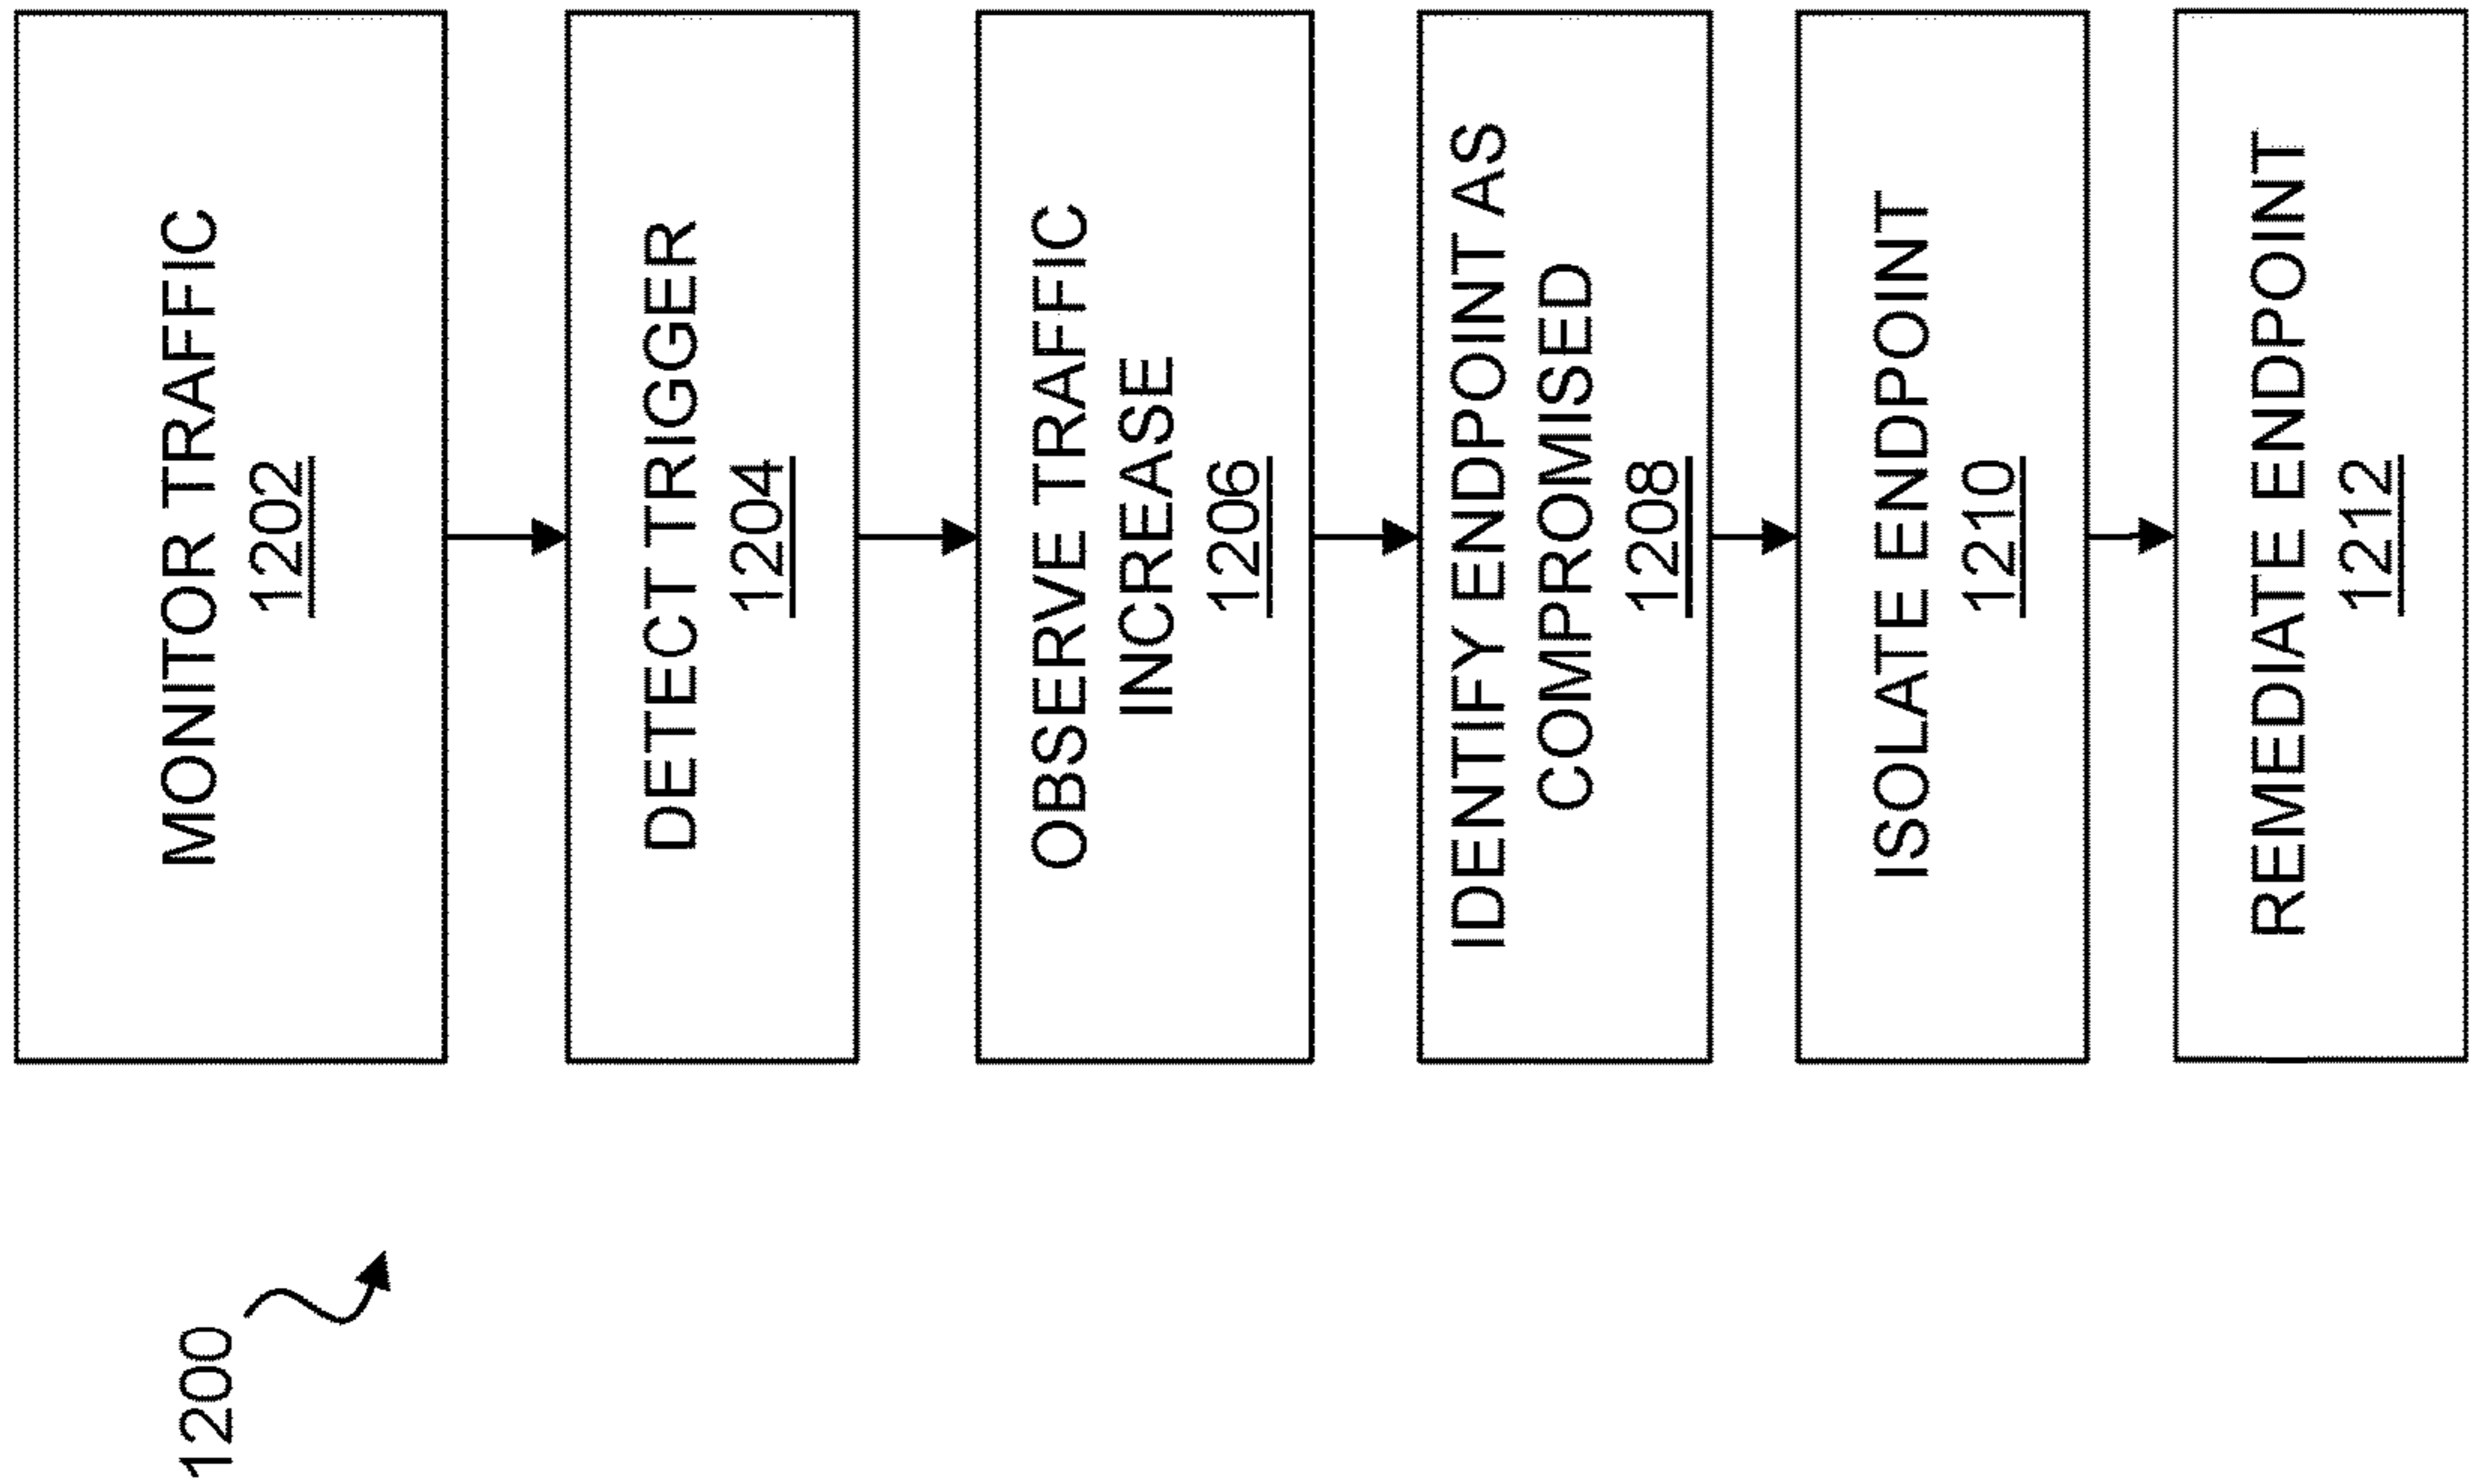 1200
MONITOR TRAFFIC
1202
DETECT TRIGGER
1204
OBSERVE TRAFFIC
INCREASE
1206
IDENTIFY ENDPOINT AS
COMPROMISED
1208
ISOLATE ENDPOINT
1210
REMEDIATE ENDPOINT
1212